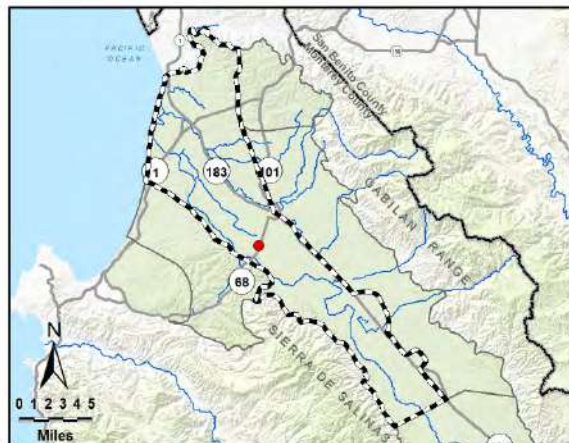 PACIFIC
OCEAN
1
San Benito County
Monterey County
1
183
101
GABILAN RANGE
68
SIERRA DE SALINAS
N
0 1 2 3 4 5
Miles